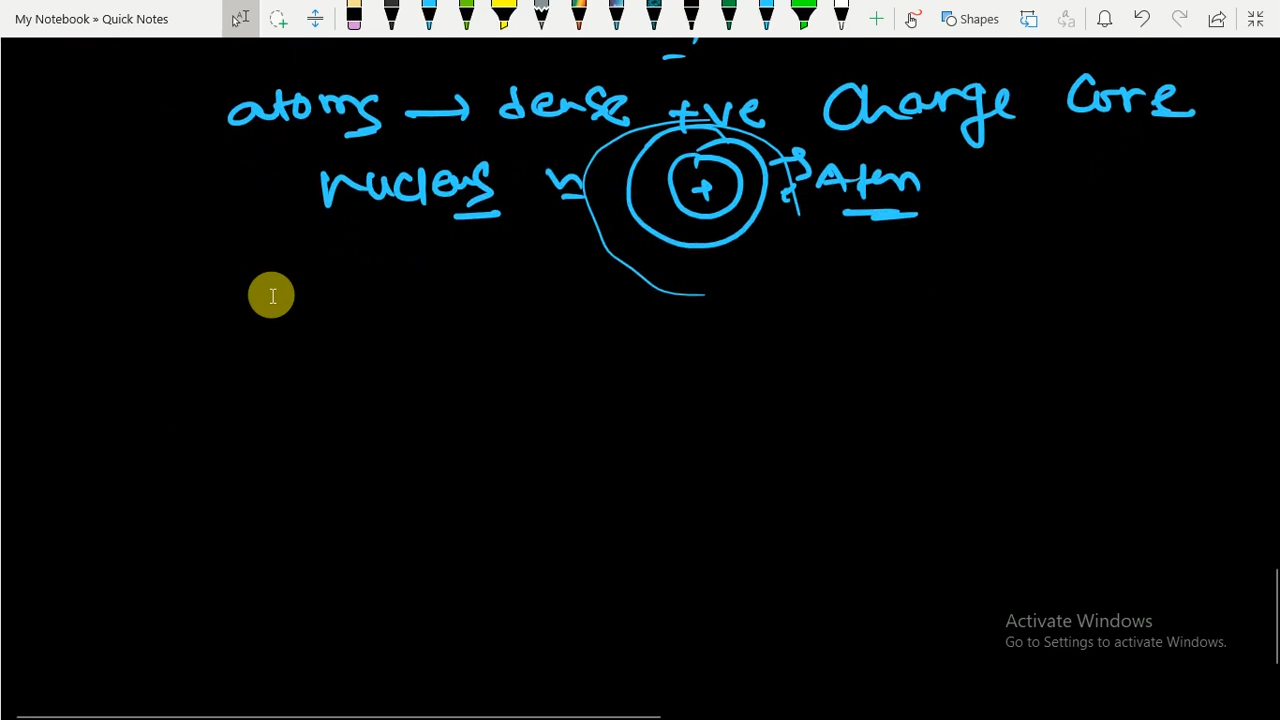 My Notebook » Quick Notes
Shapes
atoms → dense +ve Charge Core
nucleus n + Atom
Activate Windows
Go to Settings to activate Windows.